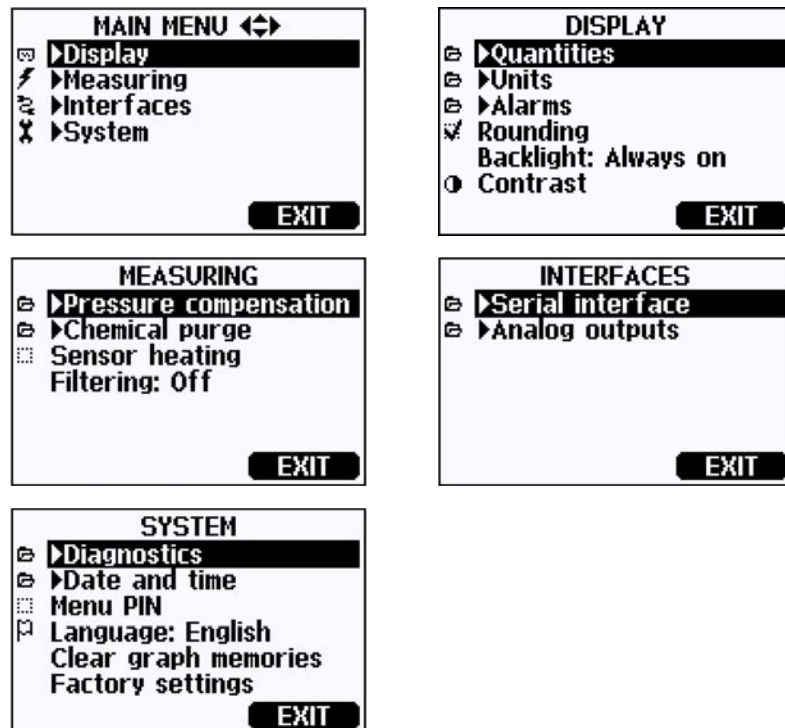 MAIN MENU
▶Display
▶Measuring
▶Interfaces
▶System
EXIT
DISPLAY
▶Quantities
▶Units
▶Alarms
Rounding
Backlight: Always on
Contrast
EXIT
MEASURING
▶Pressure compensation
▶Chemical purge
Sensor heating
Filtering: Off
EXIT
INTERFACES
▶Serial interface
▶Analog outputs
EXIT
SYSTEM
▶Diagnostics
▶Date and time
Menu PIN
Language: English
Clear graph memories
Factory settings
EXIT